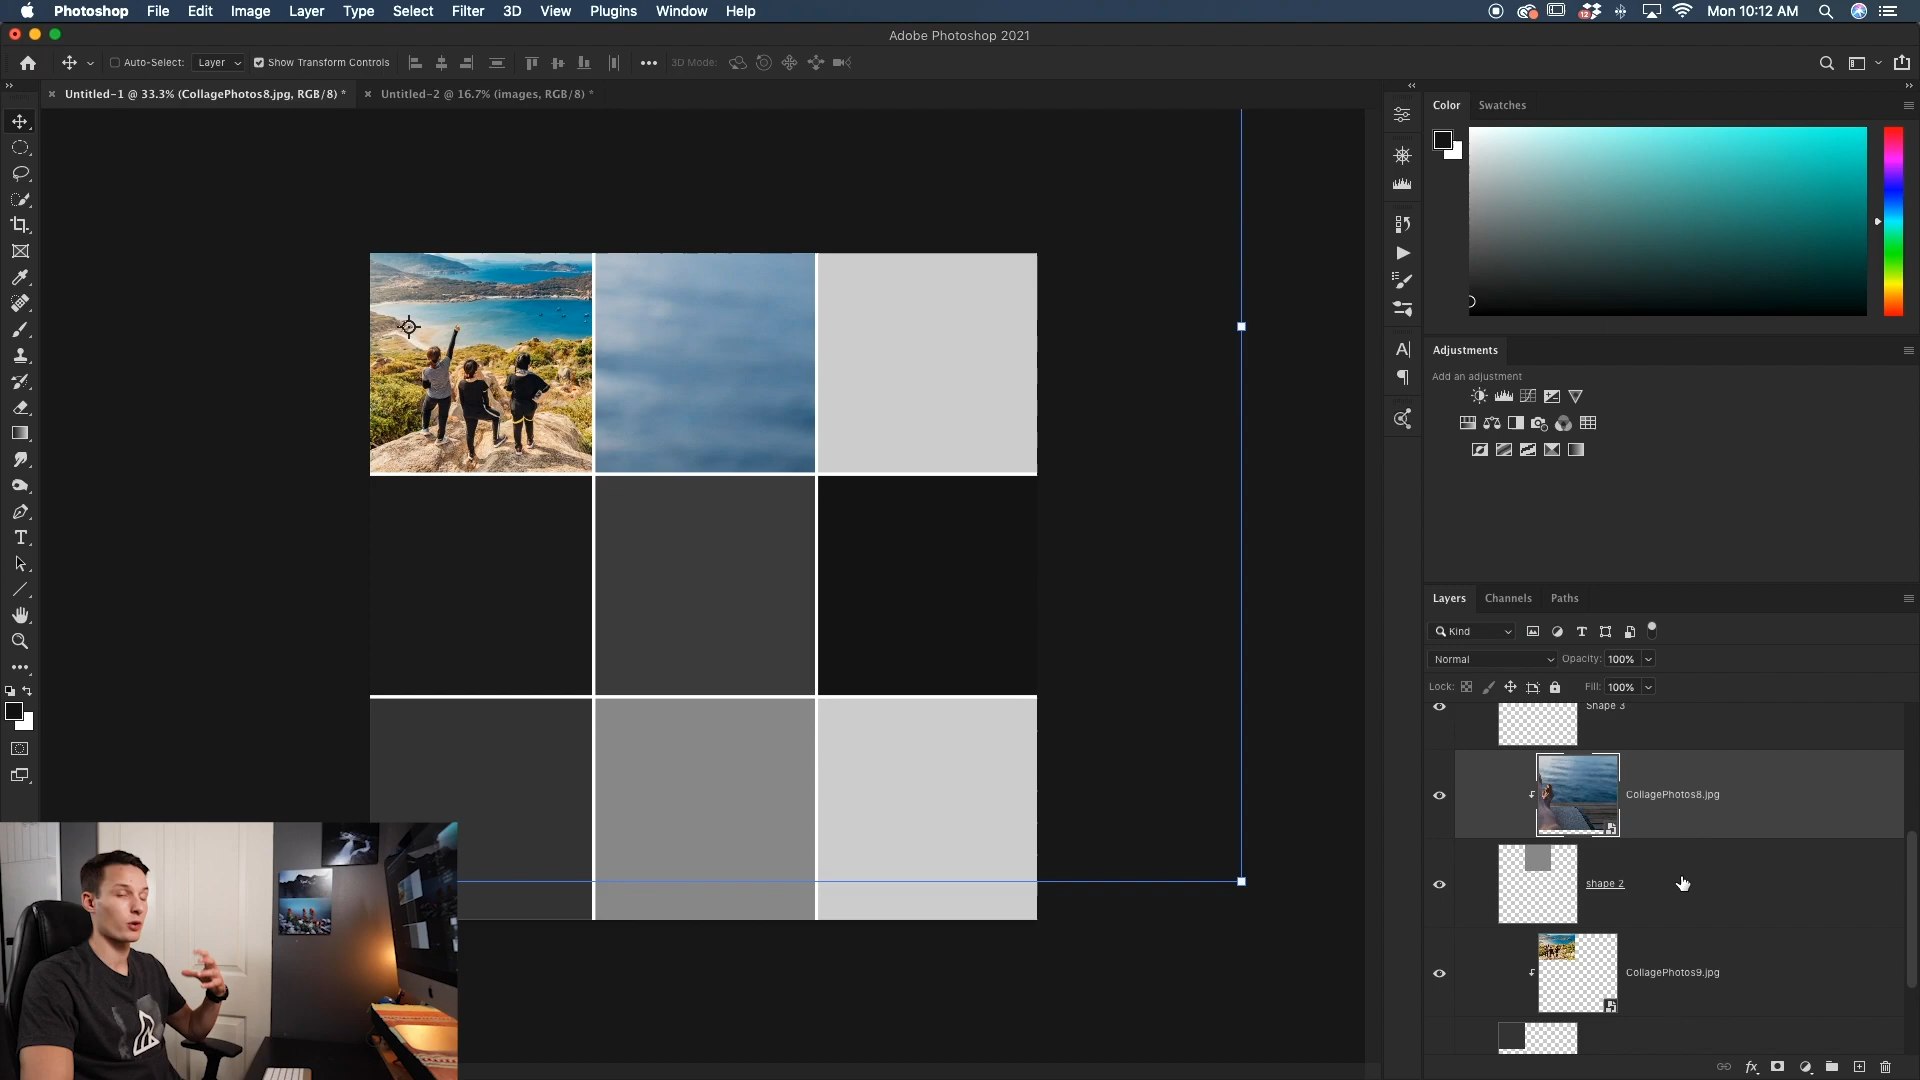 Photoshop File Edit Image Layer Type Select Filter 3D View Plugins Window Help
12
Mon 10:12 AM
Adobe Photoshop 2021
Auto-Select: Layer Show Transform Controls 3D Mode:
Untitled-1 @ 33.3% (CollagePhotos8.jpg, RGB/8) *
Untitled-2 @ 16.7% (images, RGB/8) *
Color Swatches
Adjustments
Add an adjustment
Layers Channels Paths
Kind
Normal Opacity: 100%
Lock: Fill: 100%
Shape 3
CollagePhotos8.jpg
shape 2
CollagePhotos9.jpg